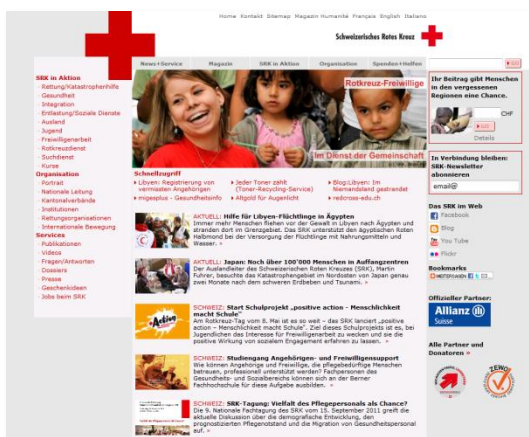 Home Kontakt Sitemap Magazin Humanité Français English Italiano
Schweizerisches Rotes Kreuz
News+Service Magazin SRK in Aktion Organisation Spenden+Helfen
SRK in Aktion
Rettung/Katastrophenhilfe
Gesundheit
Integration
Entlastung/Soziale Dienste
Ausland
Jugend
Freiwilligenarbeit
Rotkreuzdienst
Suchdienst
Kurse
Organisation
Portrait
Nationale Leitung
Kantonalverbände
Institutionen
Rettungsorganisationen
Internationale Bewegung
Services
Publikationen
Videos
Fragen/Antworten
Dossiers
Presse
Geschenkideen
Jobs beim SRK
Rotkreuz-Freiwillige
Im Dienst der Gemeinschaft
Schnellzugriff
Libyen: Registrierung von
vermissten Angehörigen
migesplus - Gesundheitsinfo
Jeder Toner zählt
(Toner-Recycling-Service)
Altgold für Augenlicht
Blog:Libyen: Im
Niemandsland gestrandet
redcross-edu.ch
AKTUELL: Hilfe für Libyen-Flüchtlinge in Ägypten
Immer mehr Menschen fliehen vor der Gewalt in Libyen nach Ägypten und
stranden dort im Grenzgebiet. Das SRK unterstützt den ägyptischen Roten
Halbmond bei der Versorgung der Flüchtlinge mit Nahrungsmitteln und
Wasser. »
AKTUELL: Japan: Noch über 100'000 Menschen in Auffangzentren
Der Auslandleiter des Schweizerischen Roten Kreuzes (SRK), Martin
Fuhrer, besuchte das Katastrophengebiet im Nordosten von Japan genau
zwei Monate nach dem schweren Erdbeben und Tsunami. »
SCHWEIZ: Start Schulprojekt „positive action - Menschlichkeit
macht Schule"
Am Rotkreuz-Tag vom 8. Mai ist es so weit – das SRK lanciert „positive
action – Menschlichkeit macht Schule". Ziel dieses Schulprojekts ist es, bei
Jugendlichen das Interesse für Freiwilligenarbeit zu wecken und sie die
positive Wirkung von sozialem Engagement erfahren zu lassen. »
SCHWEIZ: Studiengang Angehörigen- und Freiwilligensupport
Wie können Angehörige und Freiwillige, die pflegebedürftige Menschen
betreuen, professionell unterstützt werden? Fachpersonen des
Gesundheits- und Sozialbereichs können sich an der Berner
Fachhochschule für diese Aufgabe ausbilden. »
SCHWEIZ: SRK-Tagung: Vielfalt des Pflegepersonals als Chance?
Die 9. Nationale Fachtagung des SRK vom 15. September 2011 greift die
aktuelle Diskussion über die demografische Entwicklung, den
prognostizierten Pflegenotstand und die Migration von Gesundheitspersonal
auf. »
Ihr Beitrag gibt Menschen
in den vergessenen
Regionen eine Chance.
CHF
Details
In Verbindung bleiben:
SRK-Newsletter
abonnieren
email@
Das SRK im Web
Facebook
Blog
You Tube
Flickr
Bookmarks
Offizieller Partner:
Allianz
Suisse
Alle Partner und
Donatoren »
ZEWO